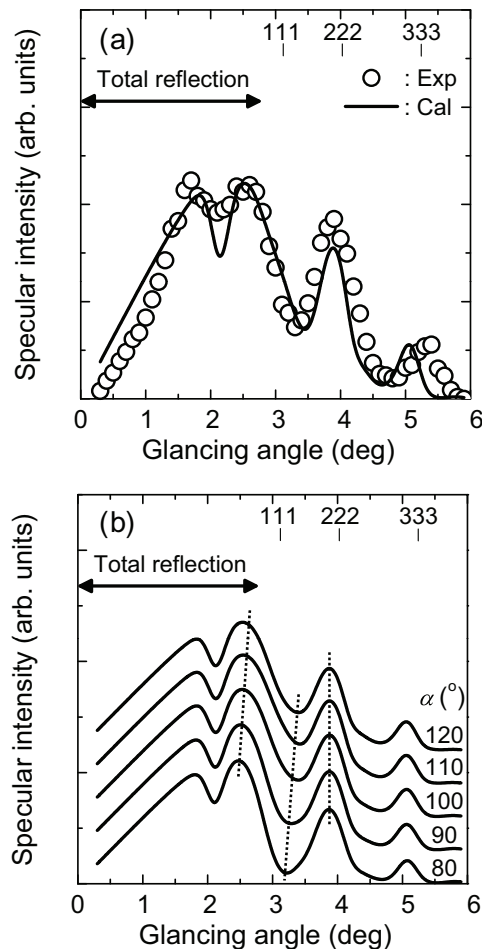 (a)
111 222 333
Total reflection
: Exp
: Cal
Specular intensity (arb. units)
0 1 2 3 4 5 6
Glancing angle (deg)
(b)
111 222 333
Total reflection
α (°)
120
110
100
90
80
Specular intensity (arb. units)
0 1 2 3 4 5 6
Glancing angle (deg)